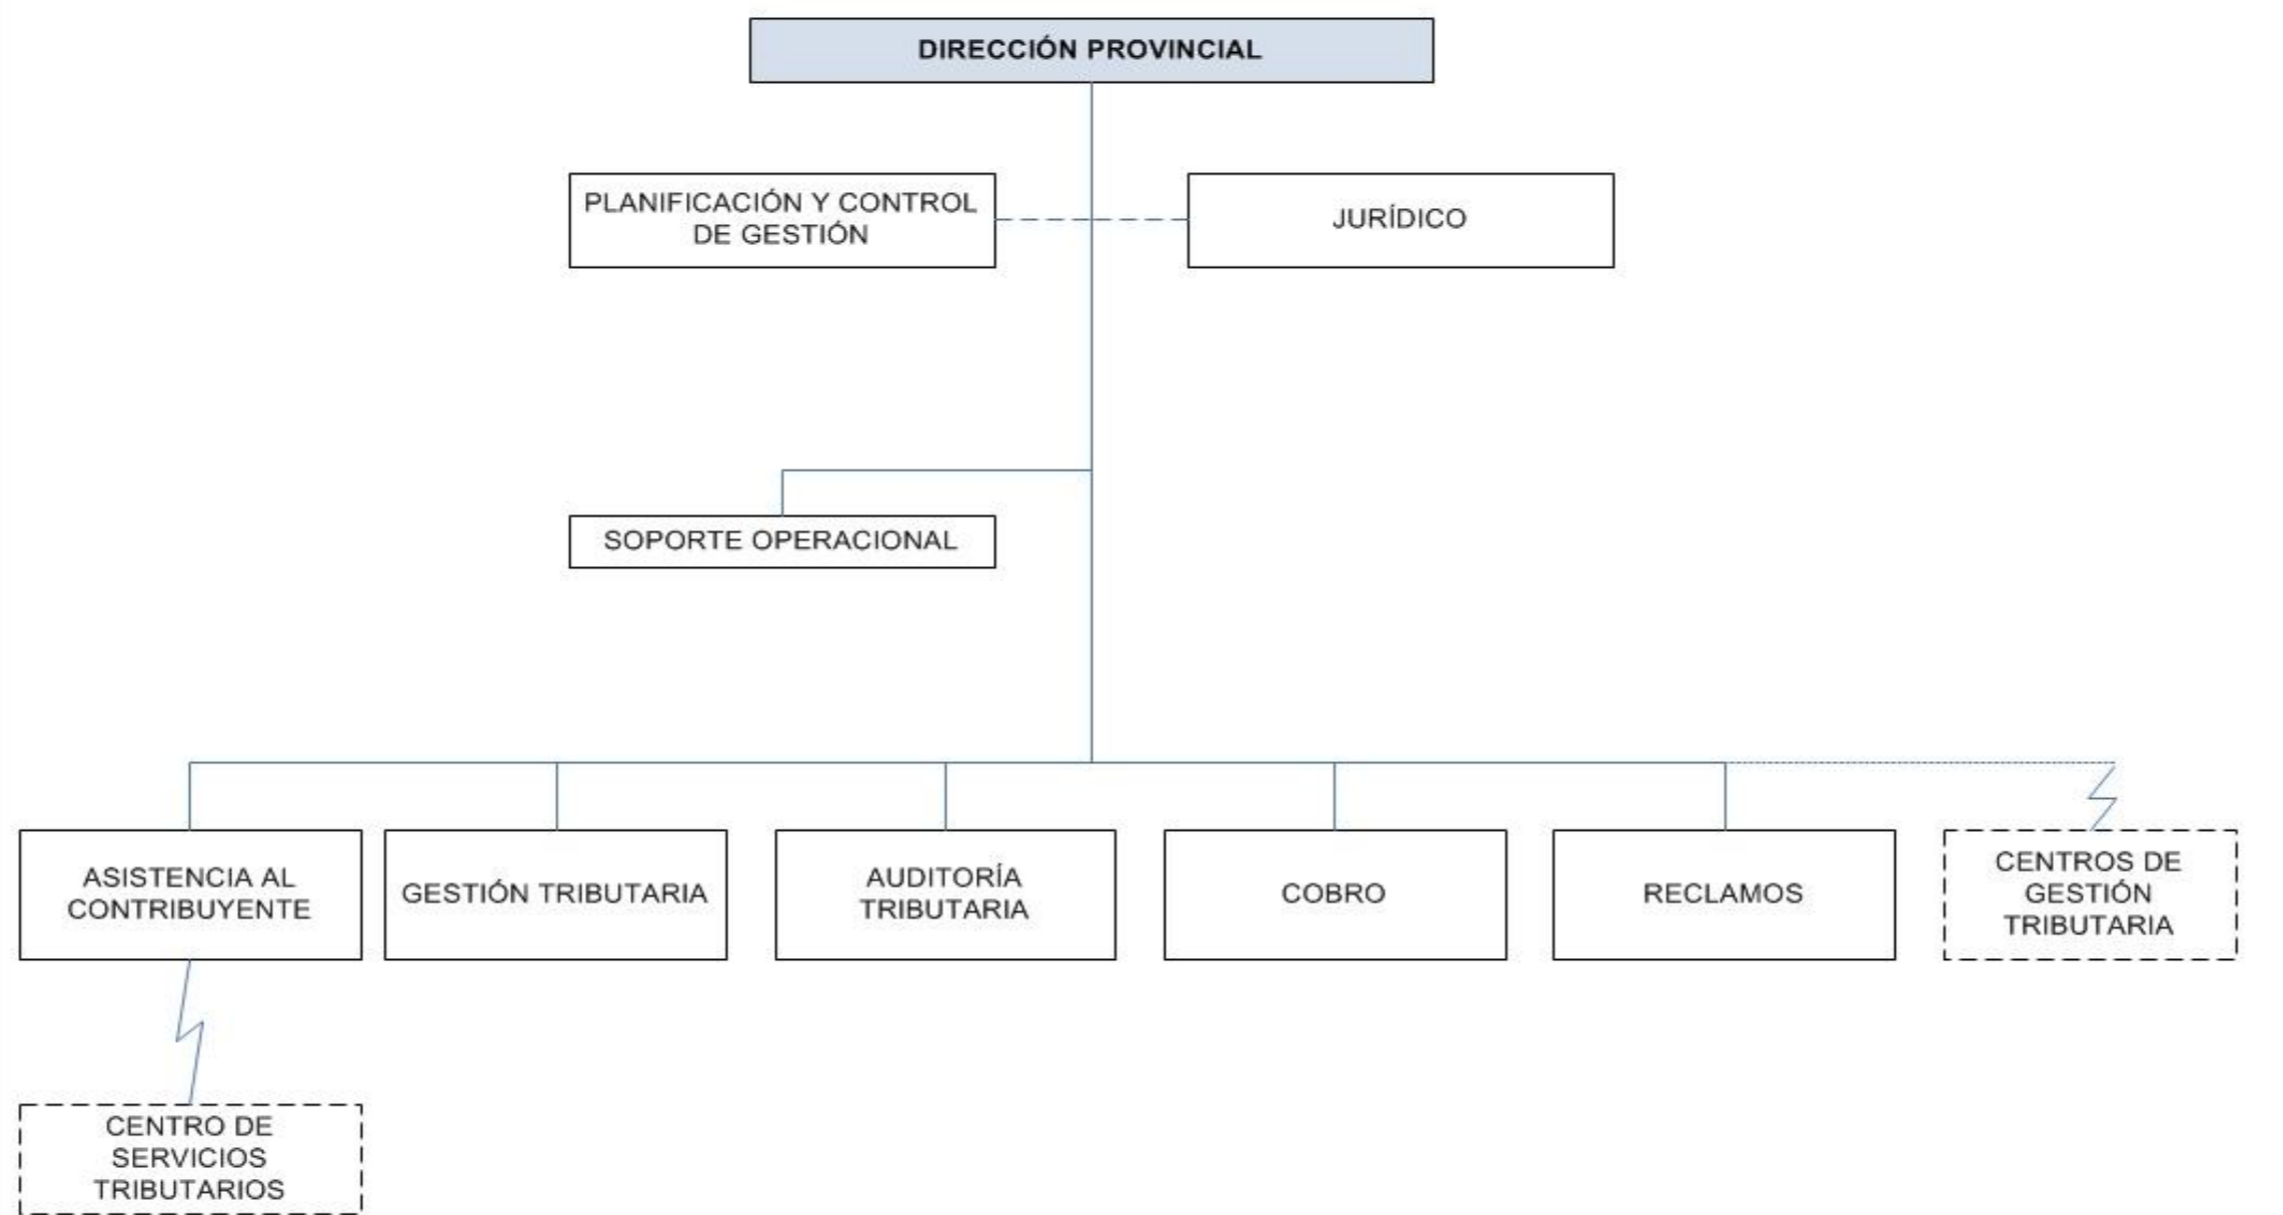 DIRECCIÓN PROVINCIAL
PLANIFICACIÓN Y CONTROL
DE GESTIÓN
JURÍDICO
SOPORTE OPERACIONAL
ASISTENCIA AL
CONTRIBUYENTE
GESTIÓN TRIBUTARIA
AUDITORÍA
TRIBUTARIA
COBRO
RECLAMOS
CENTROS DE
GESTIÓN
TRIBUTARIA
CENTRO DE
SERVICIOS
TRIBUTARIOS